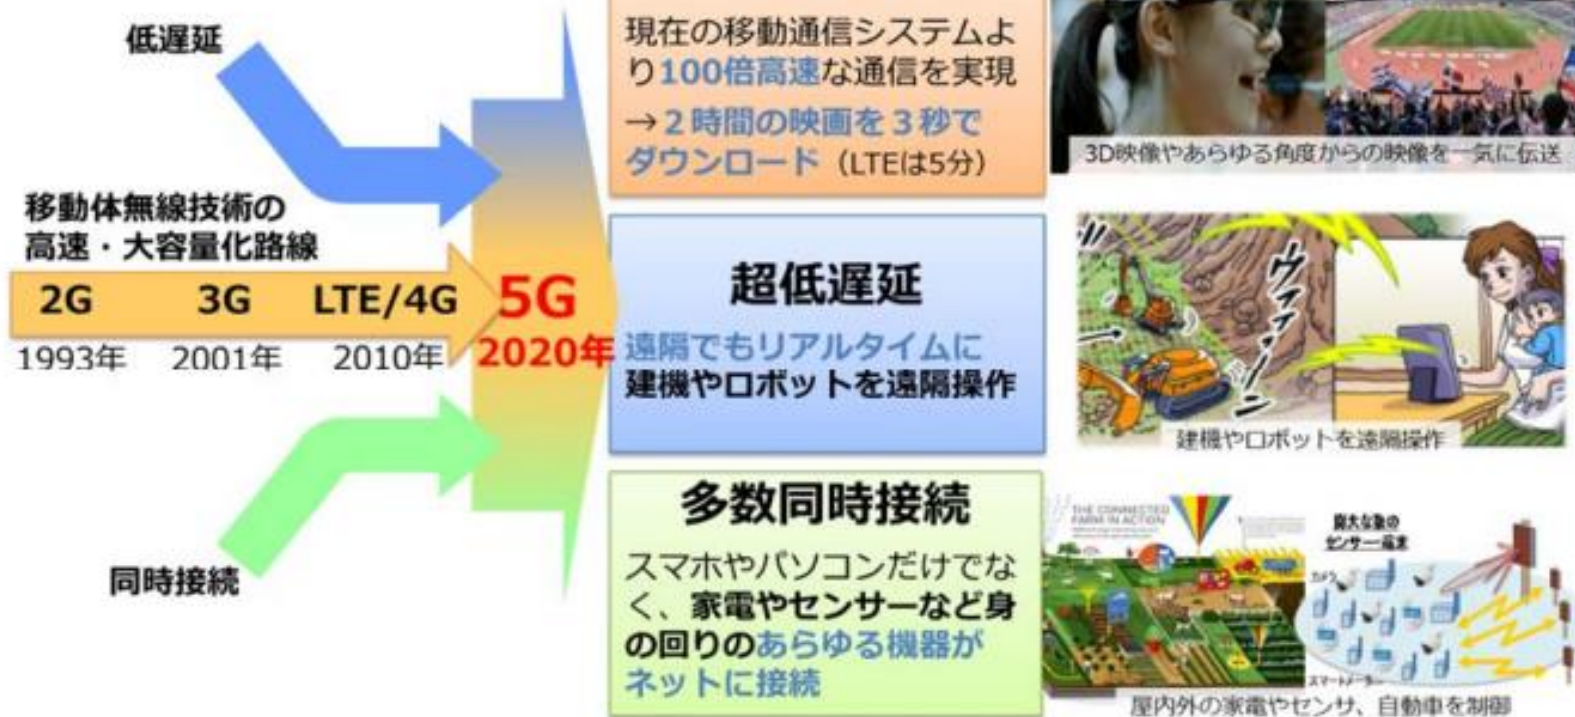 低遅延
移動体無線技術の
高速・大容量化路線
2G 3G LTE/4G 5G
1993年 2001年 2010年 2020年
同時接続
現在の移動通信システムよ
り100倍高速な通信を実現
→2時間の映画を3秒で
ダウンロード（LTEは5分）
3D映像やあらゆる角度からの映像を一気に伝送
超低遅延
遠隔でもリアルタイムに
建機やロボットを遠隔操作
ヴァァーン
建機やロボットを遠隔操作
多数同時接続
スマホやパソコンだけでな
く、家電やセンサーなど身
の回りのあらゆる機器が
ネットに接続
THE CONNECTED
FARM IN ACTION
膨大な数の
センサー・端末
カメラ
スマートメーター
屋内外の家電やセンサ、自動車を制御